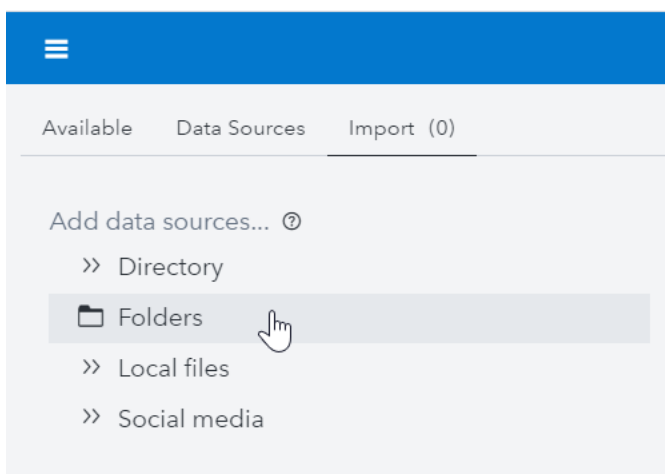 Available Data Sources Import (0)
Add data sources...
Directory
Folders
Local files
Social media